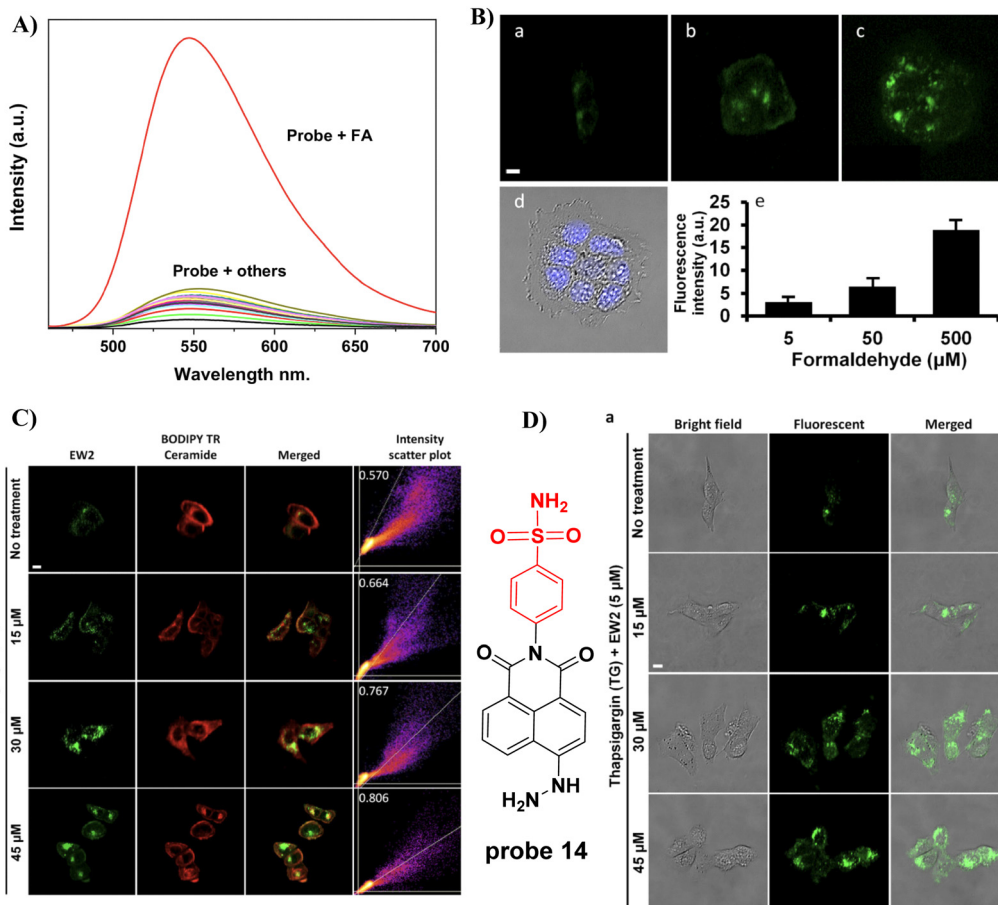 A)
Intensity (a.u.)
Probe + FA
Probe + others
500
550
600
650
700
Wavelength nm.
B)
a
b
c
d
e
Fluorescence
intensity (a.u.)
25
20
15
10
5
0
5
50
500
Formaldehyde (µM)
C)
EW2
BODIPY TR
Ceramide
Merged
Intensity
scatter plot
No treatment
0.570
15 µM
0.664
30 µM
0.767
45 µM
0.806
NH2
O
S
O
O
N
O
H2N
NH
probe 14
D)
a
Bright field
Fluorescent
Merged
Thapsigargin (TG) + EW2 (5 µM)
No treatment
15 µM
30 µM
45 µM